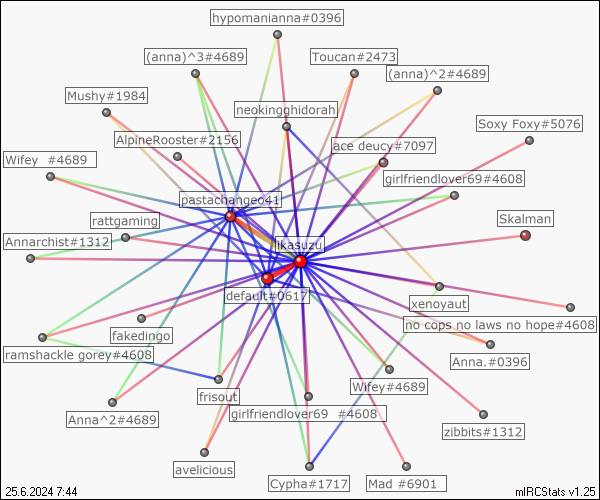 hypomanianna#0396
(anna)^3#4689
Toucan#2473
(anna)^2#4689
Mushy#1984
neokingghidorah
Soxy Foxy#5076
AlpineRooster#2156
ace deucy#7097
Wifey  #4689
girlfriendlover69#4608
pastachangeo41
rattgaming
Skalman
Annarchist#1312
ikasuzu
default#0617
xenoyaut
fakedingo
no cops no laws no hope#4608
ramshackle gorey#4608
Anna.#0396
Wifey#4689
frisout
Anna^2#4689
girlfriendlover69  #4608
zibbits#1312
avelicious
Cypha#1717
Mad #6901
25.6.2024 7:44
mIRCStats v1.25